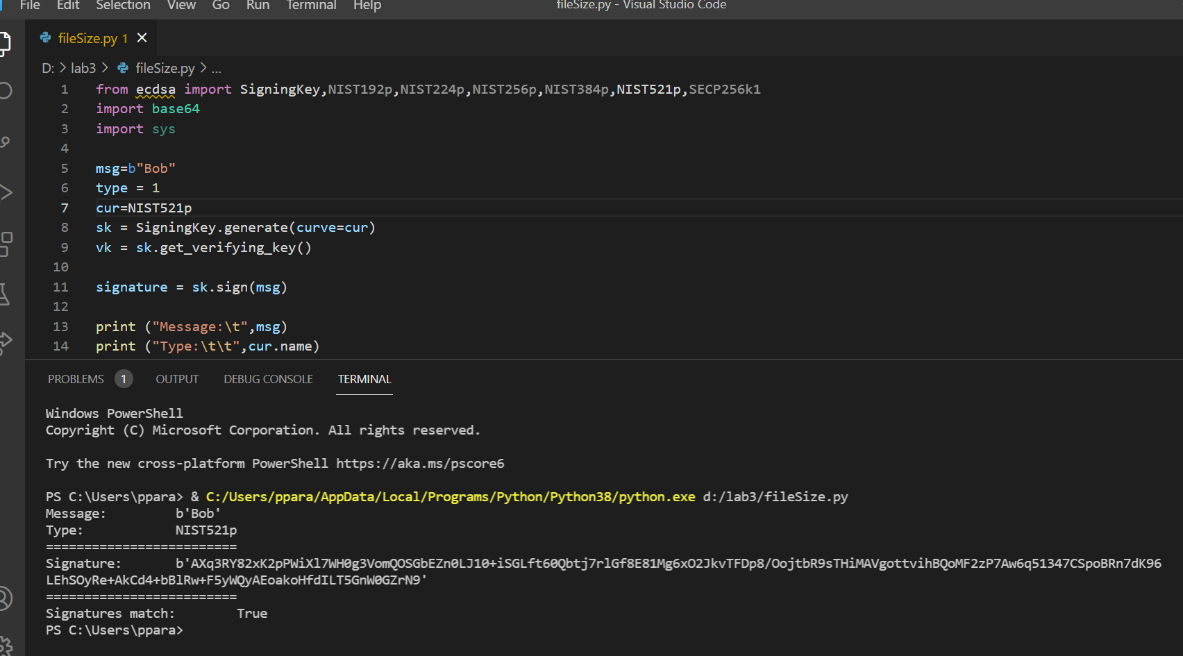 File Edit Selection View Go Run Terminal Help fileSize.py - Visual Studio Code
fileSize.py 1
D: > lab3 > fileSize.py > ...
1 from ecdsa import SigningKey,NIST192p,NIST224p,NIST256p,NIST384p,NIST521p,SECP256k1
2 import base64
3 import sys
4
5 msg=b"Bob"
6 type = 1
7 cur=NIST521p
8 sk = SigningKey.generate(curve=cur)
9 vk = sk.get_verifying_key()
10
11 signature = sk.sign(msg)
12
13 print ("Message:\t",msg)
14 print ("Type:\t\t",cur.name)
PROBLEMS 1 OUTPUT DEBUG CONSOLE TERMINAL
Windows PowerShell
Copyright (C) Microsoft Corporation. All rights reserved.
Try the new cross-platform PowerShell https://aka.ms/pscore6
PS C:\Users\ppara> & C:/Users/ppara/AppData/Local/Programs/Python/Python38/python.exe d:/lab3/fileSize.py
Message: b'Bob'
Type: NIST521p
=========================
Signature: b'AXq3RY82xK2pPWiXl7WH0g3VomQOSGbEZn0LJ10+iSGLft60Qbtj7rlGf8E81Mg6xO2JkvTFDp8/OojtbR9sTHiMAVgottvihBQoMF2zP7Aw6q51347CSpoBRn7dK96
LEhSOyRe+AkCd4+bBlRw+F5yWQyAEoakoHfdILT5GnW0GZrN9'
=========================
Signatures match: True
PS C:\Users\ppara>